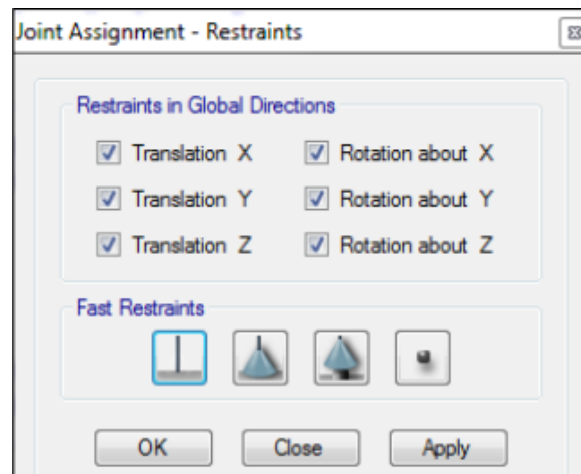 Joint Assignment - Restraints
Restraints in Global Directions
Translation X Rotation about X
Translation Y Rotation about Y
Translation Z Rotation about Z
Fast Restraints
OK Close Apply